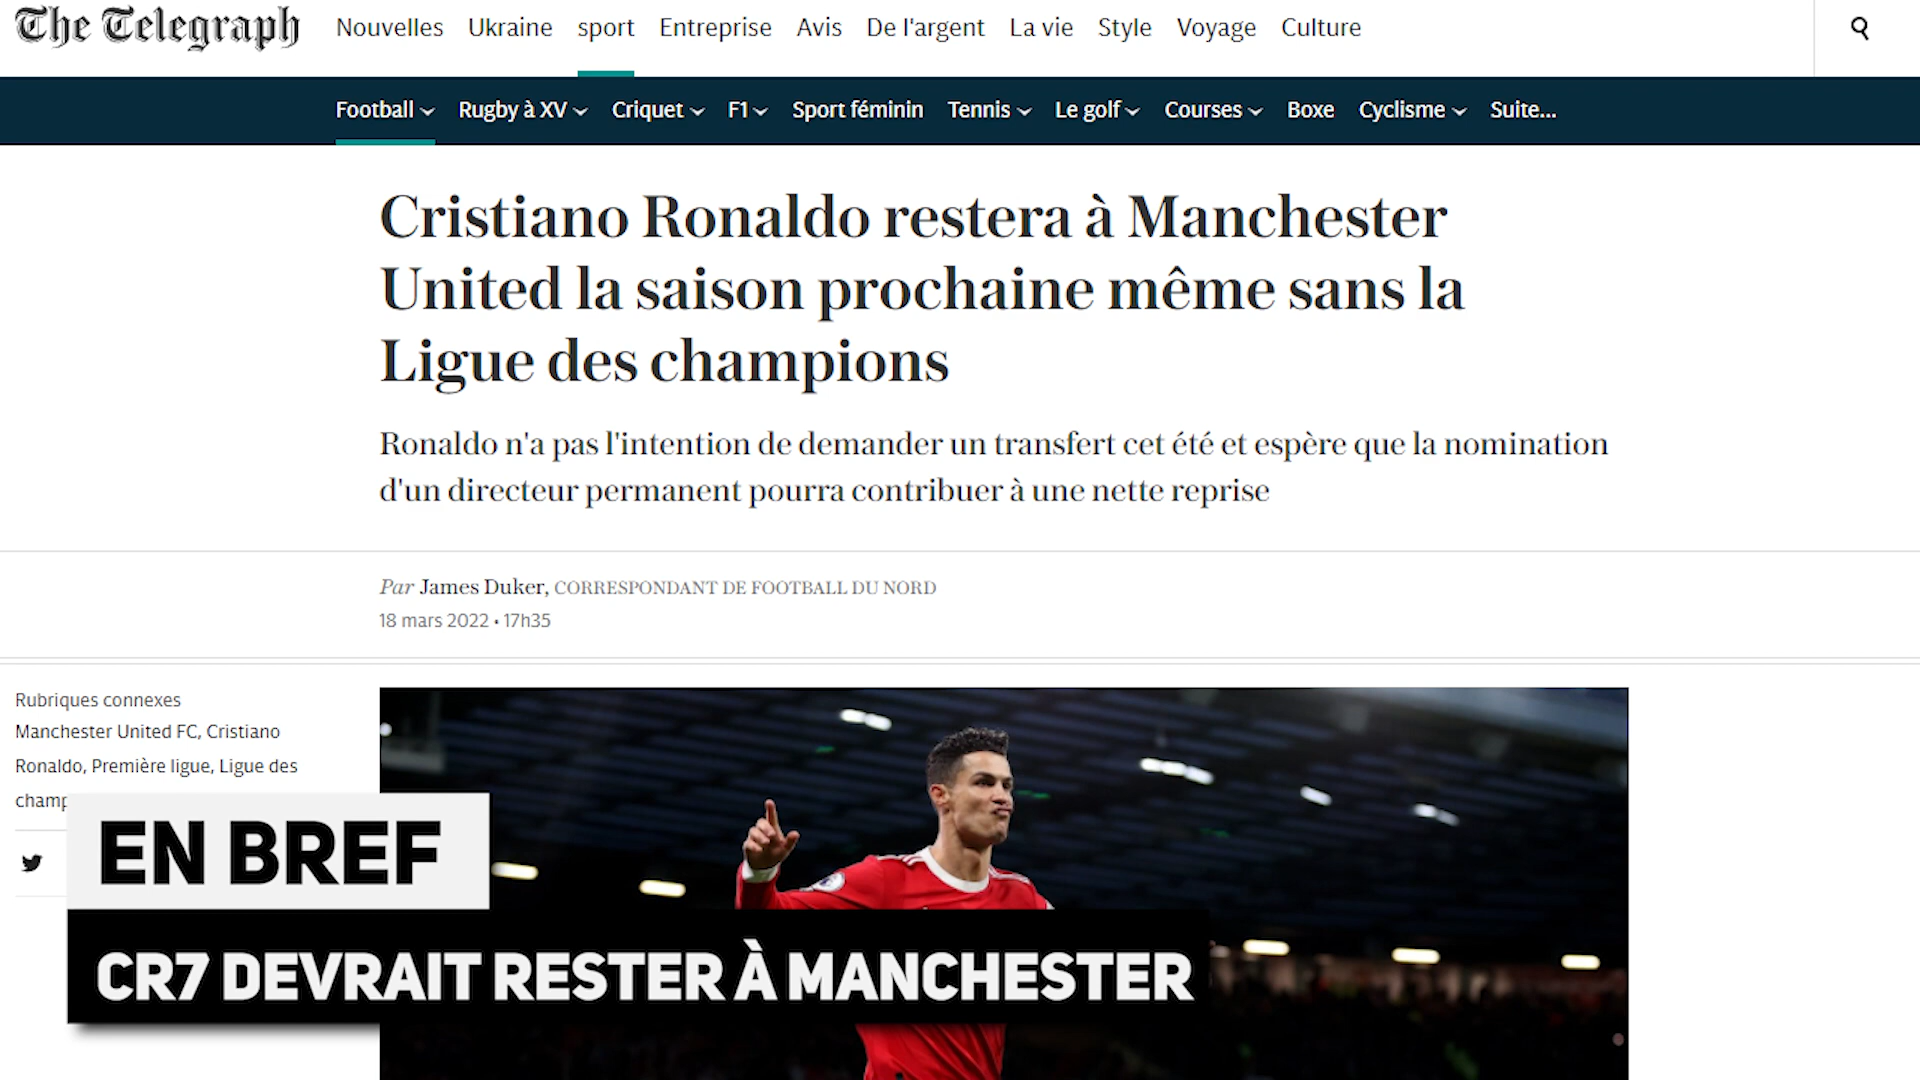 The Telegraph
Nouvelles Ukraine sport Entreprise Avis De l'argent La vie Style Voyage Culture
Football Rugby à XV Criquet F1 Sport féminin Tennis Le golf Courses Boxe Cyclisme Suite...
Cristiano Ronaldo restera à Manchester
United la saison prochaine même sans la
Ligue des champions
Ronaldo n'a pas l'intention de demander un transfert cet été et espère que la nomination
d'un directeur permanent pourra contribuer à une nette reprise
Par James Duker, CORRESPONDANT DE FOOTBALL DU NORD
18 mars 2022 • 17h35
Rubriques connexes
Manchester United FC, Cristiano
Ronaldo, Première ligue, Ligue des
champ
EN BREF
CR7 DEVRAIT RESTER À MANCHESTER